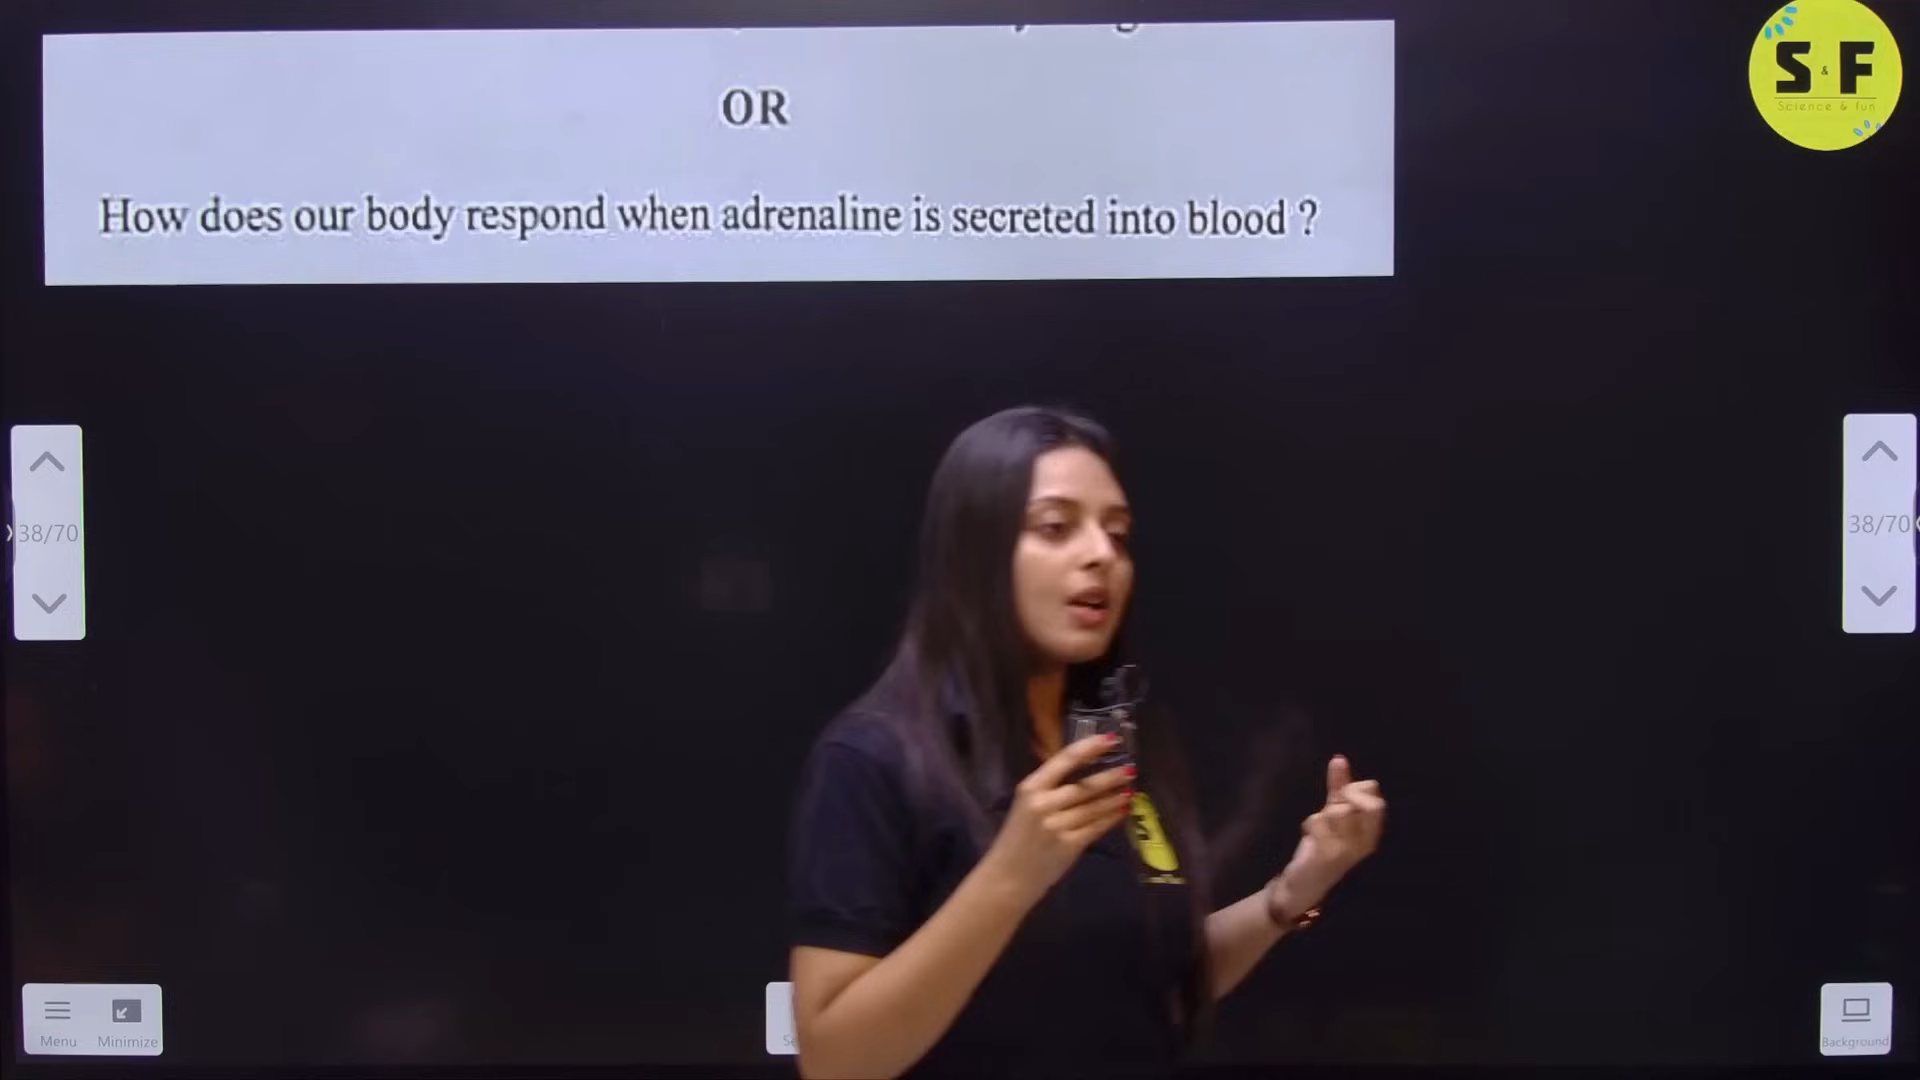 OR
How does our body respond when adrenaline is secreted into blood ?
S & F
Science & fun
38/70
38/70
Menu
Minimize
Background